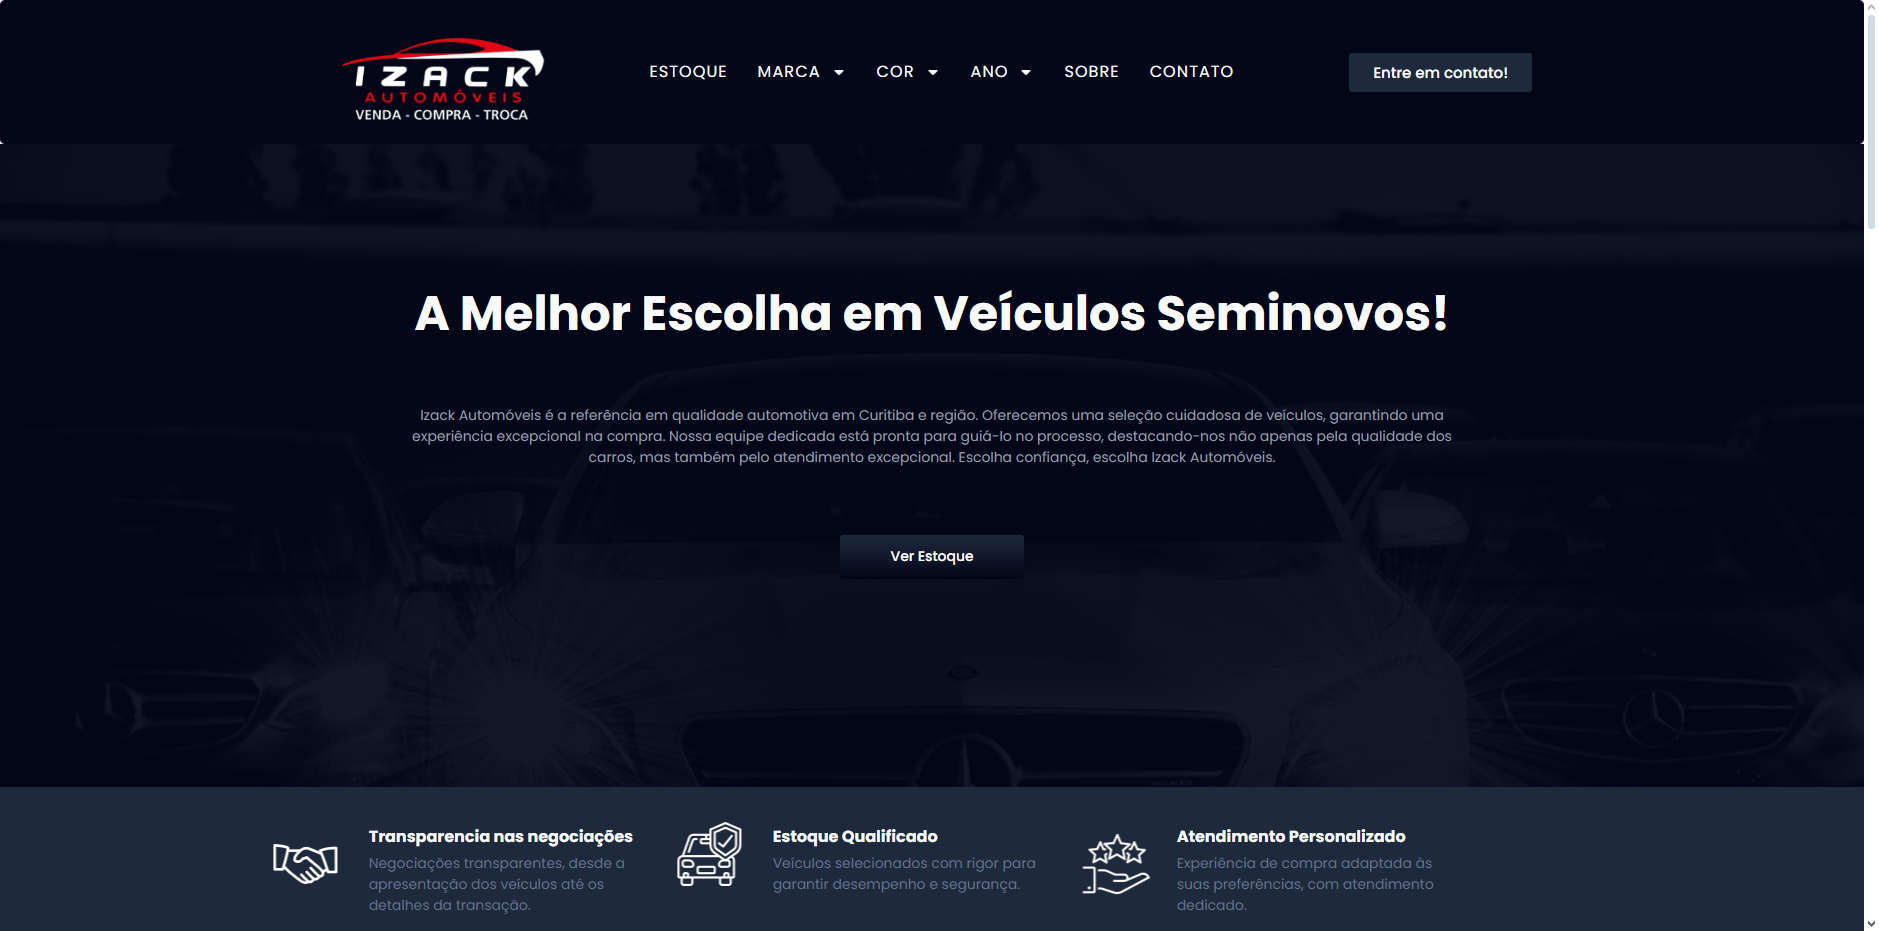 IZACK
AUTOMÓVEIS
VENDA - COMPRA - TROCA
ESTOQUE
MARCA
COR
ANO
SOBRE
CONTATO
Entre em contato!
A Melhor Escolha em Veículos Seminovos!
Izack Automóveis é a referência em qualidade automotiva em Curitiba e região. Oferecemos uma seleção cuidadosa de veículos, garantindo uma
experiência excepcional na compra. Nossa equipe dedicada está pronta para guiá-lo no processo, destacando-nos não apenas pela qualidade dos
carros, mas também pelo atendimento excepcional. Escolha confiança, escolha Izack Automóveis.
Ver Estoque
Transparencia nas negociações
Negociações transparentes, desde a
apresentação dos veículos até os
detalhes da transação.
Estoque Qualificado
Veículos selecionados com rigor para
garantir desempenho e segurança.
Atendimento Personalizado
Experiência de compra adaptada às
suas preferências, com atendimento
dedicado.